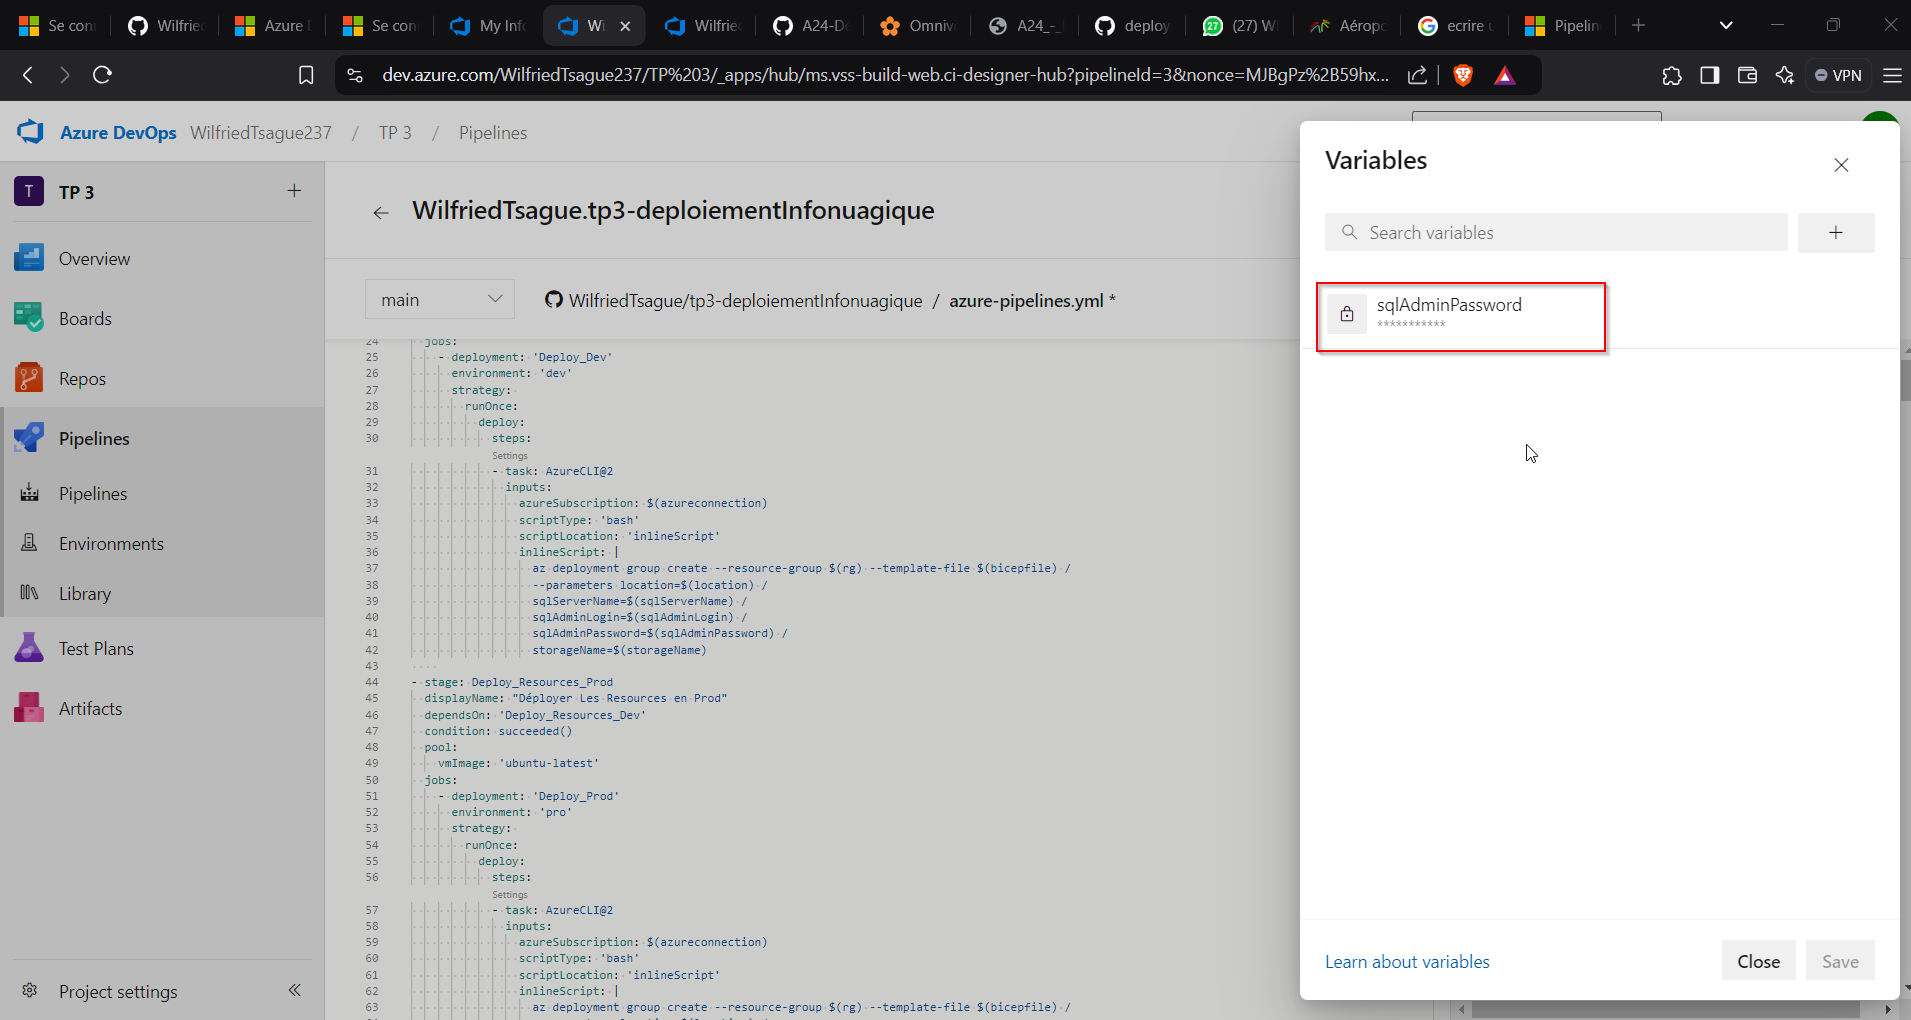 Se con
Wilfried
Azure
Se con
My Info
Wi
Wilfried
A24-D
Omniv
A24_-_
deploy
27
(27) W
Aéropo
ecrire u
Pipelin
dev.azure.com/WilfriedTsague237/TP%203/_apps/hub/ms.vss-build-web.ci-designer-hub?pipelineId=3&nonce=MJBgPz%2B59hx...
VPN
Azure DevOps WilfriedTsague237 / TP 3 / Pipelines
T TP 3
Overview
Boards
Repos
Pipelines
Pipelines
Environments
Library
Test Plans
Artifacts
Project settings
WilfriedTsague.tp3-deploiementInfonuagique
main
WilfriedTsague/tp3-deploiementInfonuagique / azure-pipelines.yml *
24 jobs:
25 - deployment: 'Deploy_Dev'
26 environment: 'dev'
27 strategy:
28 runOnce:
29 deploy:
30 steps:
Settings
31 - task: AzureCLI@2
32 inputs:
33 azureSubscription: $(azureconnection)
34 scriptType: 'bash'
35 scriptLocation: 'inlineScript'
36 inlineScript: |
37 az deployment group create --resource-group $(rg) --template-file $(bicepfile) /
38 --parameters location=$(location) /
39 sqlServerName=$(sqlServerName) /
40 sqlAdminLogin=$(sqlAdminLogin) /
41 sqlAdminPassword=$(sqlAdminPassword) /
42 storageName=$(storageName)
43
44 - stage: Deploy_Resources_Prod
45 displayName: "Déployer Les Resources en Prod"
46 dependsOn: 'Deploy_Resources_Dev'
47 condition: succeeded()
48 pool:
49 vmImage: 'ubuntu-latest'
50 jobs:
51 - deployment: 'Deploy_Prod'
52 environment: 'pro'
53 strategy:
54 runOnce:
55 deploy:
56 steps:
Settings
57 - task: AzureCLI@2
58 inputs:
59 azureSubscription: $(azureconnection)
60 scriptType: 'bash'
61 scriptLocation: 'inlineScript'
62 inlineScript: |
63 az deployment group create --resource-group $(rg) --template-file $(bicepfile) /
Variables
Search variables
sqlAdminPassword
***********
Learn about variables
Close
Save